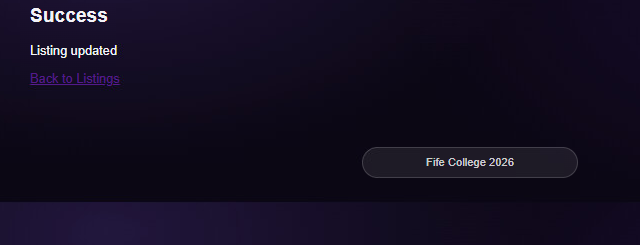 Success
Listing updated
Back to Listings
Fife College 2026